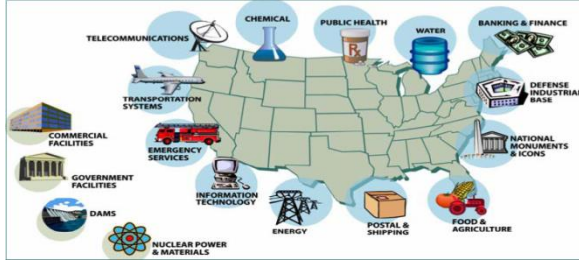 CHEMICAL
PUBLIC HEALTH
BANKING & FINANCE
TELECOMMUNICATIONS
WATER
Rx
TRANSPORTATION
SYSTEMS
DEFENSE
INDUSTRIAL
BASE
COMMERCIAL
FACILITIES
EMERGENCY
SERVICES
NATIONAL
MONUMENTS
& ICONS
GOVERNMENT
FACILITIES
INFORMATION
TECHNOLOGY
DAMS
ENERGY
POSTAL
& SHIPPING
FOOD &
AGRICULTURE
NUCLEAR POWER
& MATERIALS